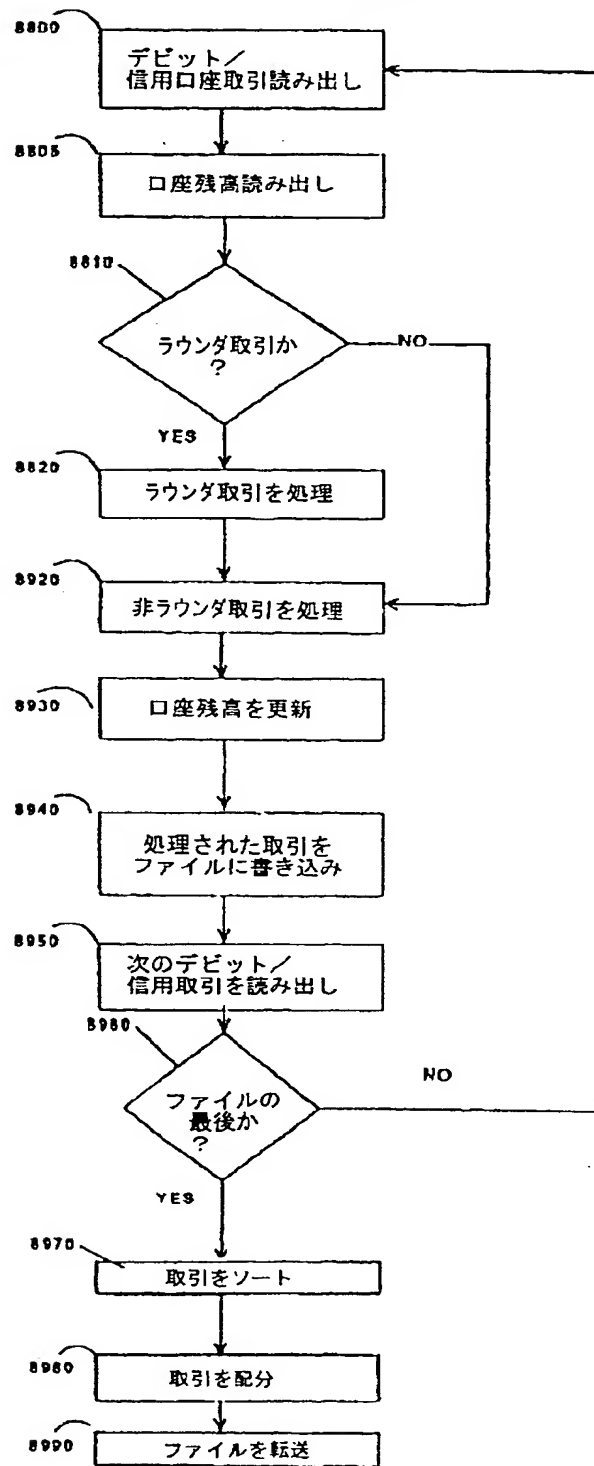 8800
デビット/
信用口座取引読み出し
8805
口座残高読み出し
8810
ラウンダ取引か
?
NO
YES
8820
ラウンダ取引を処理
8920
非ラウンダ取引を処理
8930
口座残高を更新
8940
処理された取引を
ファイルに書き込み
8950
次のデビット/
信用取引を読み出し
8960
ファイルの
最後か
?
NO
YES
8970
取引をソート
8980
取引を配分
8990
ファイルを転送